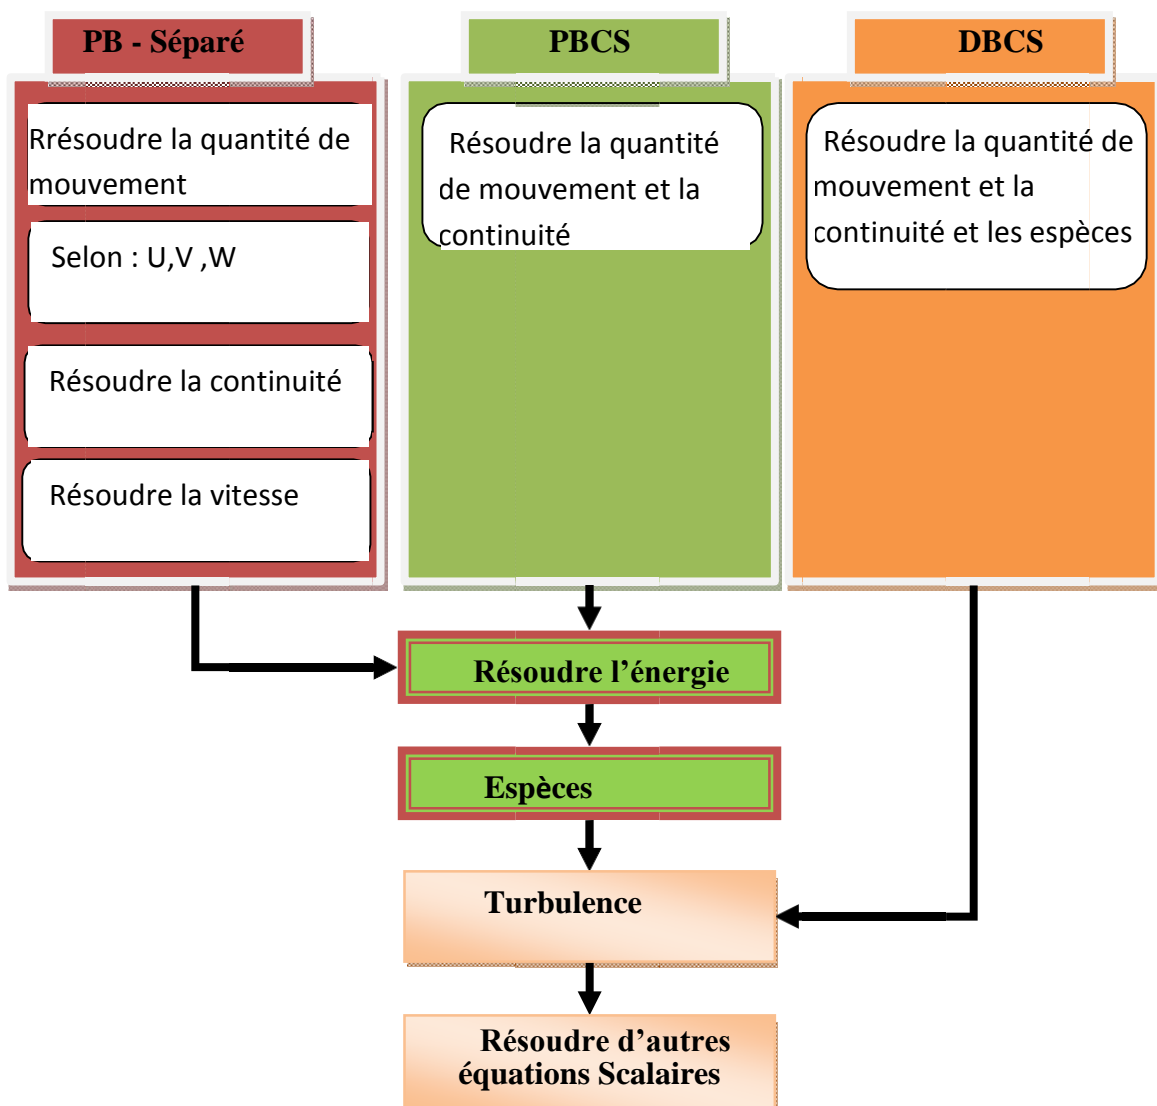 PB - Séparé
Rrésoudre la quantité de
mouvement
Selon : U,V ,W
Résoudre la continuité
Résoudre la vitesse
PBCS
Résoudre la quantité
de mouvement et la
continuité
DBCS
Résoudre la quantité de
mouvement et la
continuité et les espèces
Résoudre l’énergie
Espèces
Turbulence
Résoudre d’autres
équations Scalaires